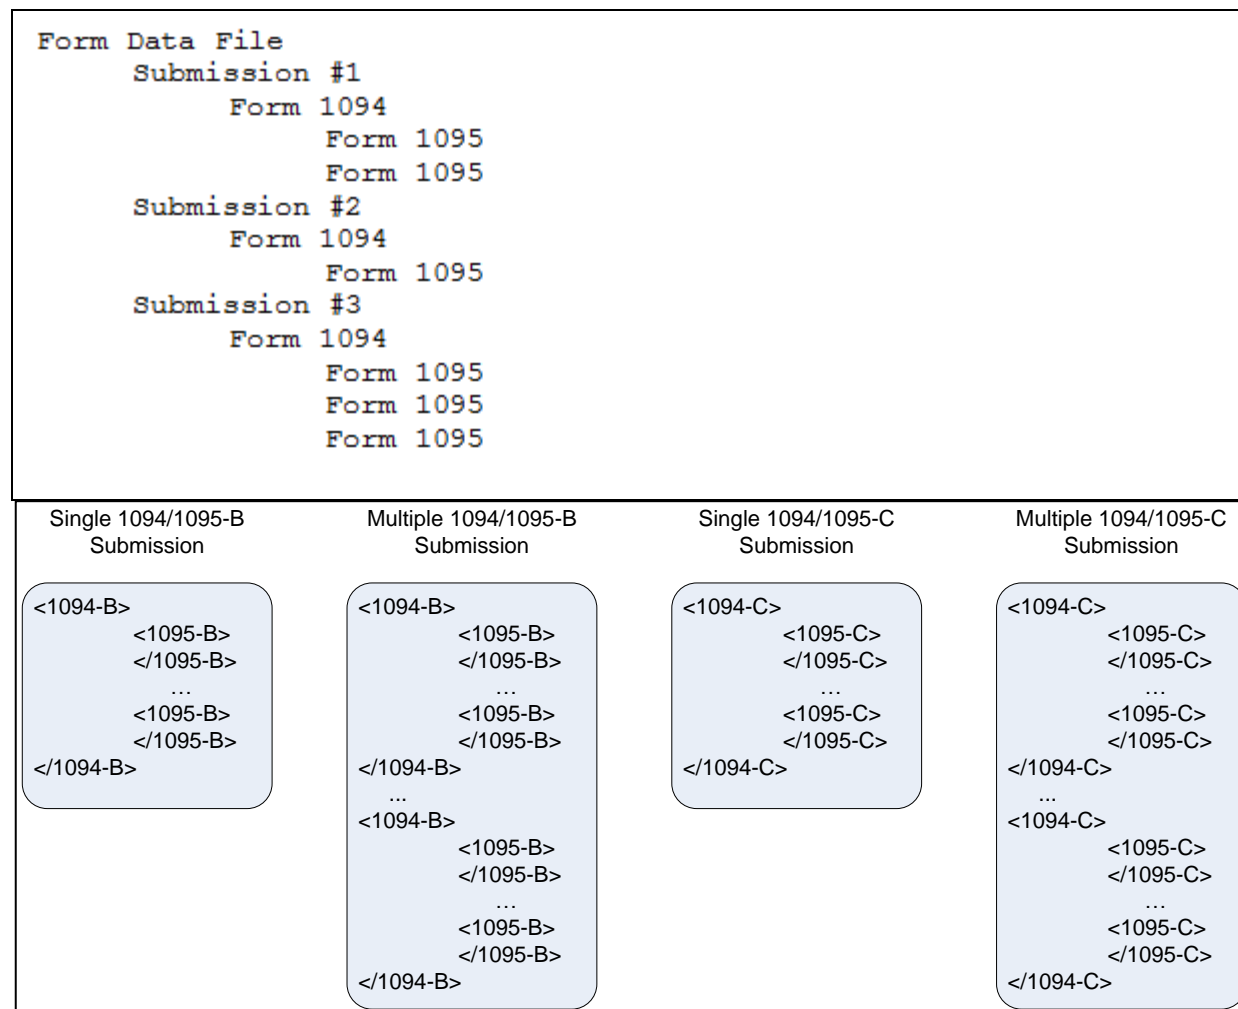 Form Data File
Submission #1
Form 1094
Form 1095
Form 1095
Submission #2
Form 1094
Form 1095
Submission #3
Form 1094
Form 1095
Form 1095
Form 1095
Single 1094/1095-B
Submission
<1094-B>
<1095-B>
</1095-B>
…
<1095-B>
</1095-B>
</1094-B>
Multiple 1094/1095-B
Submission
<1094-B>
<1095-B>
</1095-B>
…
<1095-B>
</1095-B>
</1094-B>
...
<1094-B>
<1095-B>
</1095-B>
…
<1095-B>
</1095-B>
</1094-B>
Single 1094/1095-C
Submission
<1094-C>
<1095-C>
</1095-C>
…
<1095-C>
</1095-C>
</1094-C>
Multiple 1094/1095-C
Submission
<1094-C>
<1095-C>
</1095-C>
…
<1095-C>
</1095-C>
</1094-C>
...
<1094-C>
<1095-C>
</1095-C>
…
<1095-C>
</1095-C>
</1094-C>